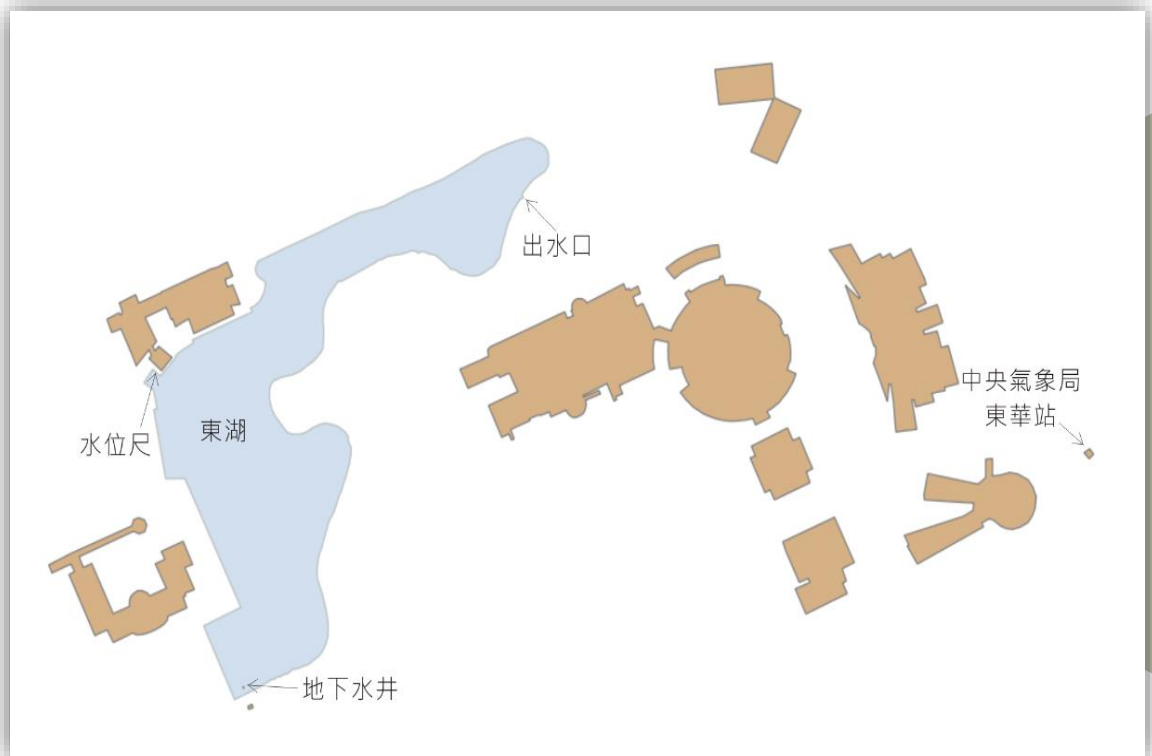 出水口
中央氣象局
東華站
水位尺
東湖
地下水井